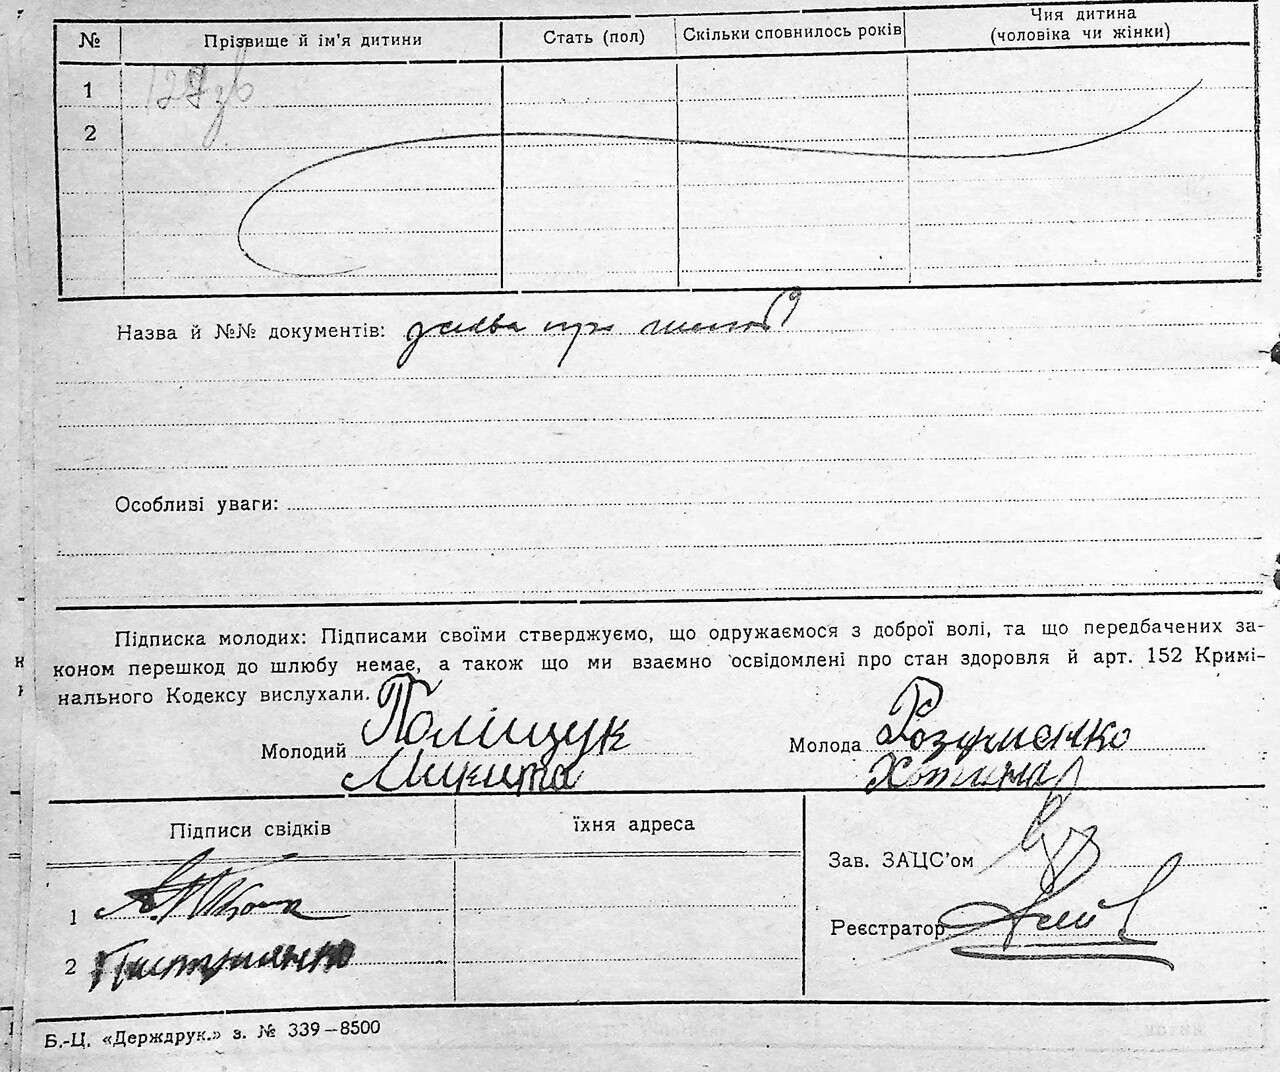 № Прізвище й ім'я дитини Стать (пол) Скільки сповнилось років Чия дитина (чоловіка чи жінки)
1
2
Назва й №№ документів: заява про шлюб
Особливі уваги:
Підписка молодих: Підписами своїми стверджуємо, що одружаємося з доброї волі, та що передбачених за-
коном перешкод до шлюбу немає, а також що ми взаємно освідомлені про стан здоровля й арт. 152 Кримі-
нального Кодексу вислухали.
Молодий Поліщук Молода Розуменко
Микита
Підписи свідків їхня адреса
Зав. ЗАЦС'ом
1
Реєстратор
2
Б.-Ц. «Держдрук.» з. № 339—8500